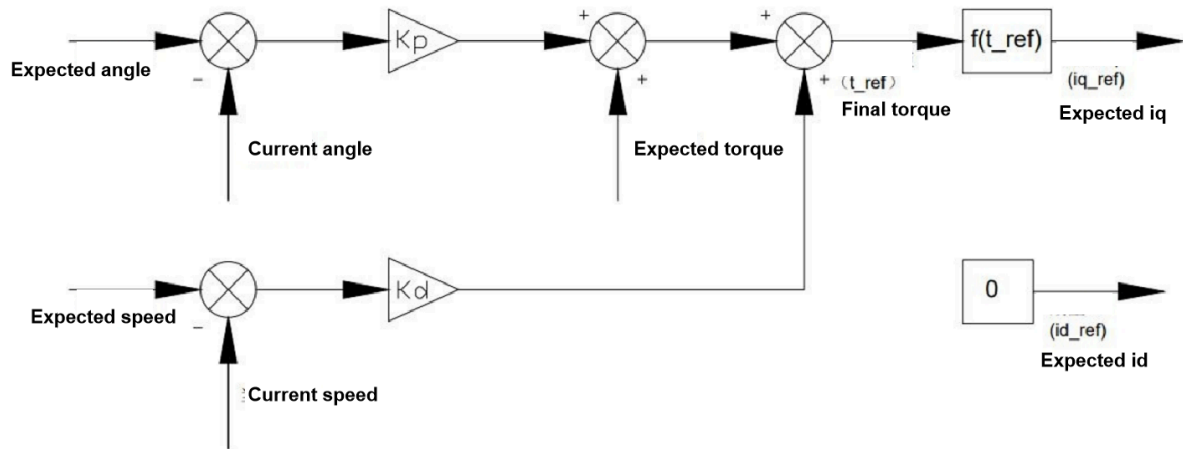 +
+
Kp
f(t_ref)
Expected angle
−
+
+
（t_ref）
(iq_ref)
Final torque
Expected iq
Current angle
Expected torque
Kd
0
Expected speed
−
(id_ref)
Expected id
Current speed